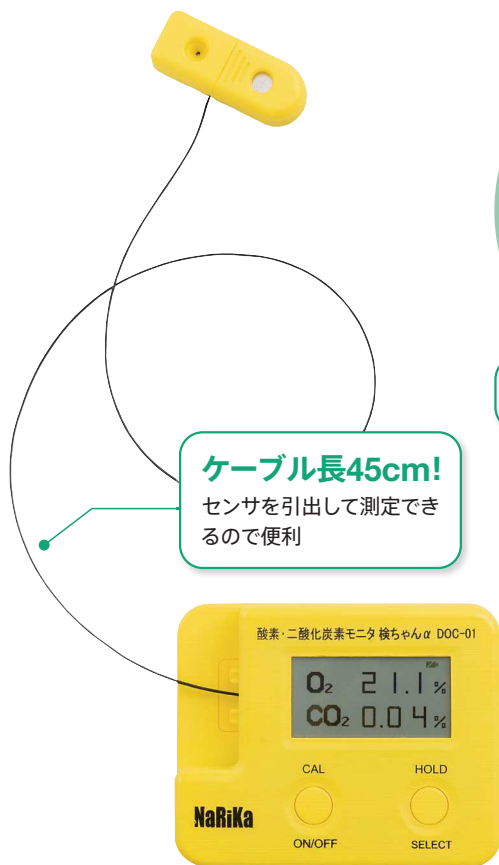 ケーブル長45cm!
センサを引出して測定でき
るので便利
酸素・二酸化炭素モニタ 検ちゃんα DOC-01
O₂ 21.1%
CO₂ 0.04%
CAL HOLD
NaRiKa
ON/OFF SELECT